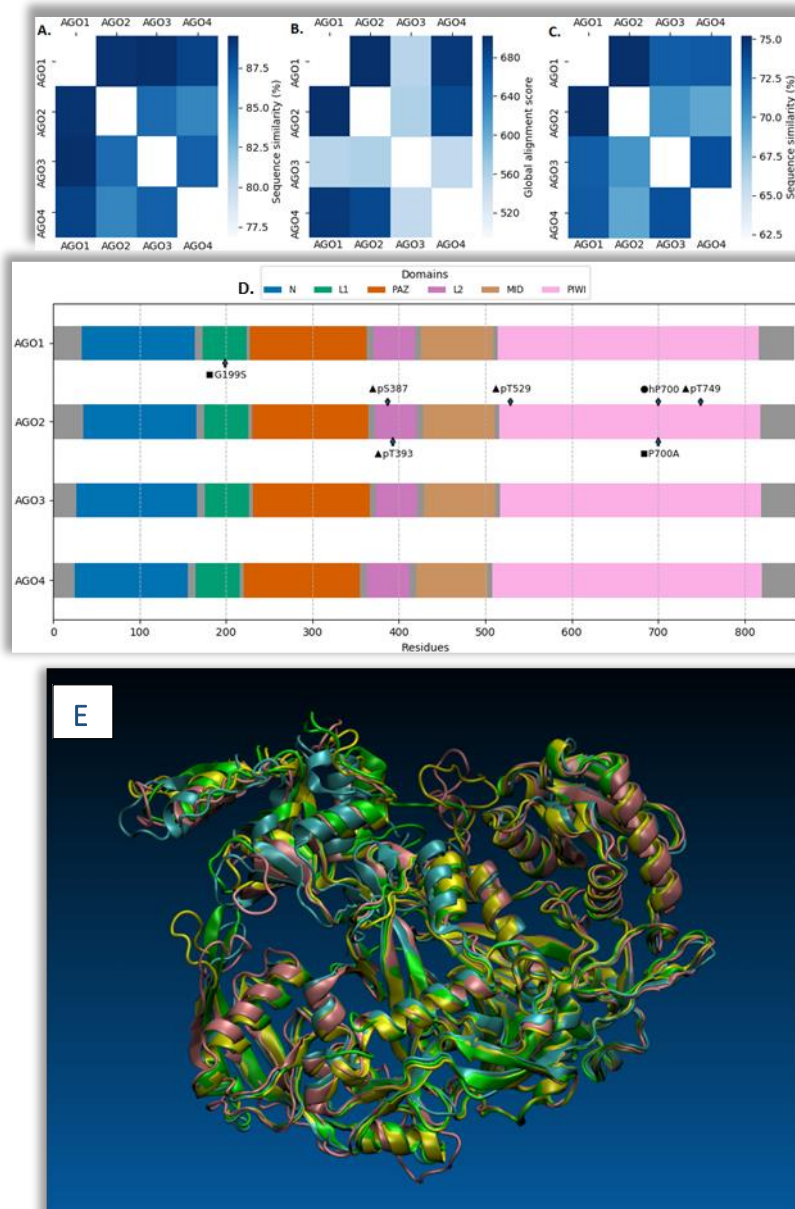 A.
AGO1 AGO2 AGO3 AGO4
AGO1
AGO2
AGO3
AGO4
AGO1 AGO2 AGO3 AGO4
87.5
85.0
82.5
80.0
77.5
Sequence similarity (%)
B.
AGO1 AGO2 AGO3 AGO4
AGO1
AGO2
AGO3
AGO4
AGO1 AGO2 AGO3 AGO4
680
640
600
560
520
Global alignment score
C.
AGO1 AGO2 AGO3 AGO4
AGO1
AGO2
AGO3
AGO4
AGO1 AGO2 AGO3 AGO4
75.0
72.5
70.0
67.5
65.0
62.5
Sequence similarity (%)
D.
Domains
N L1 PAZ L2 MID PIWI
AGO1
■G199S
▲pS387 ▲pT529 ●hP700 ▲pT749
AGO2
▲pT393 ■P700A
AGO3
AGO4
0 100 200 300 400 500 600 700 800
Residues
E